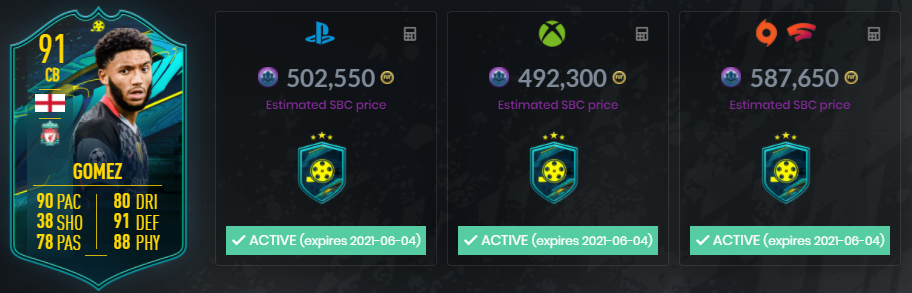 91
CB
GOMEZ
90 PAC 80 DRI
38 SHO 91 DEF
78 PAS 88 PHY
502,550
Estimated SBC price
✓ ACTIVE (expires 2021-06-04)
492,300
Estimated SBC price
✓ ACTIVE (expires 2021-06-04)
587,650
Estimated SBC price
✓ ACTIVE (expires 2021-06-04)